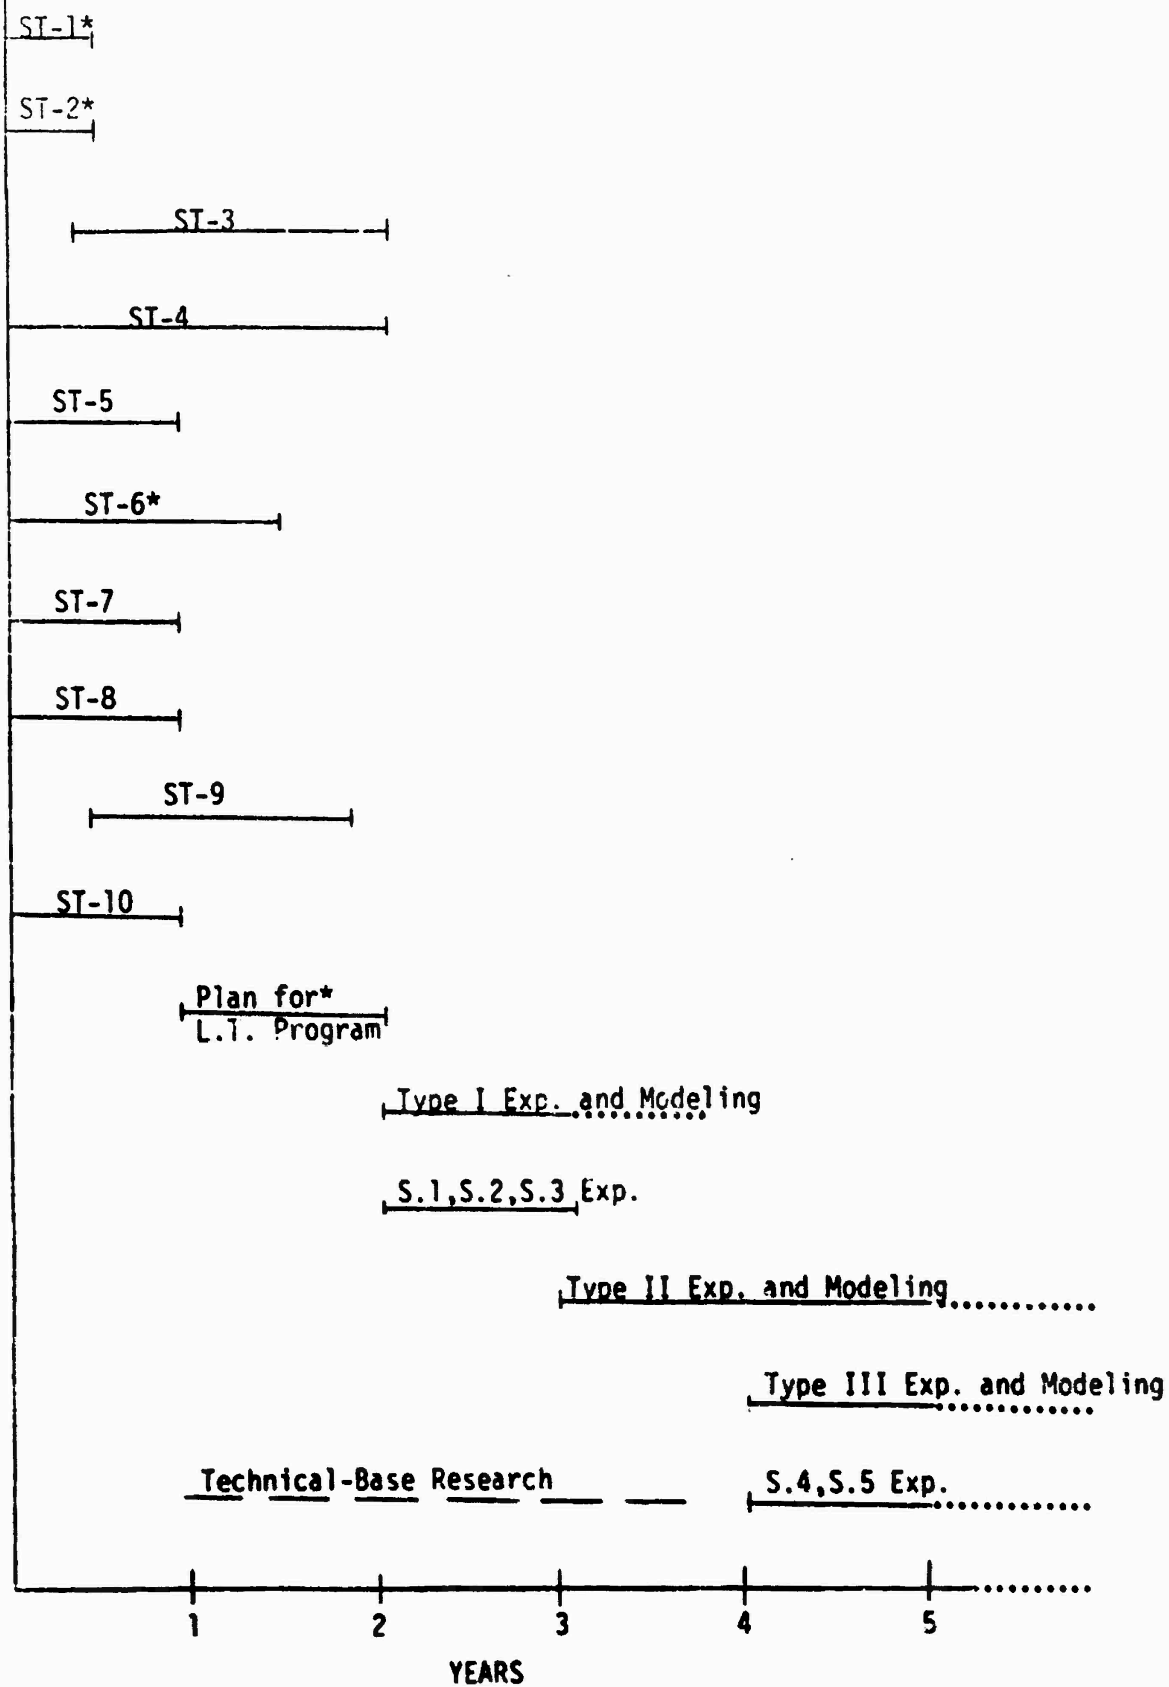 ST-1*
ST-2*
ST-3
ST-4
ST-5
ST-6*
ST-7
ST-8
ST-9
ST-10
Plan for*
L.T. Program
Type I Exp. and Modeling
S.1,S.2,S.3 Exp.
Type II Exp. and Modeling
Type III Exp. and Modeling
Technical-Base Research
S.4,S.5 Exp.
1 2 3 4 5
YEARS